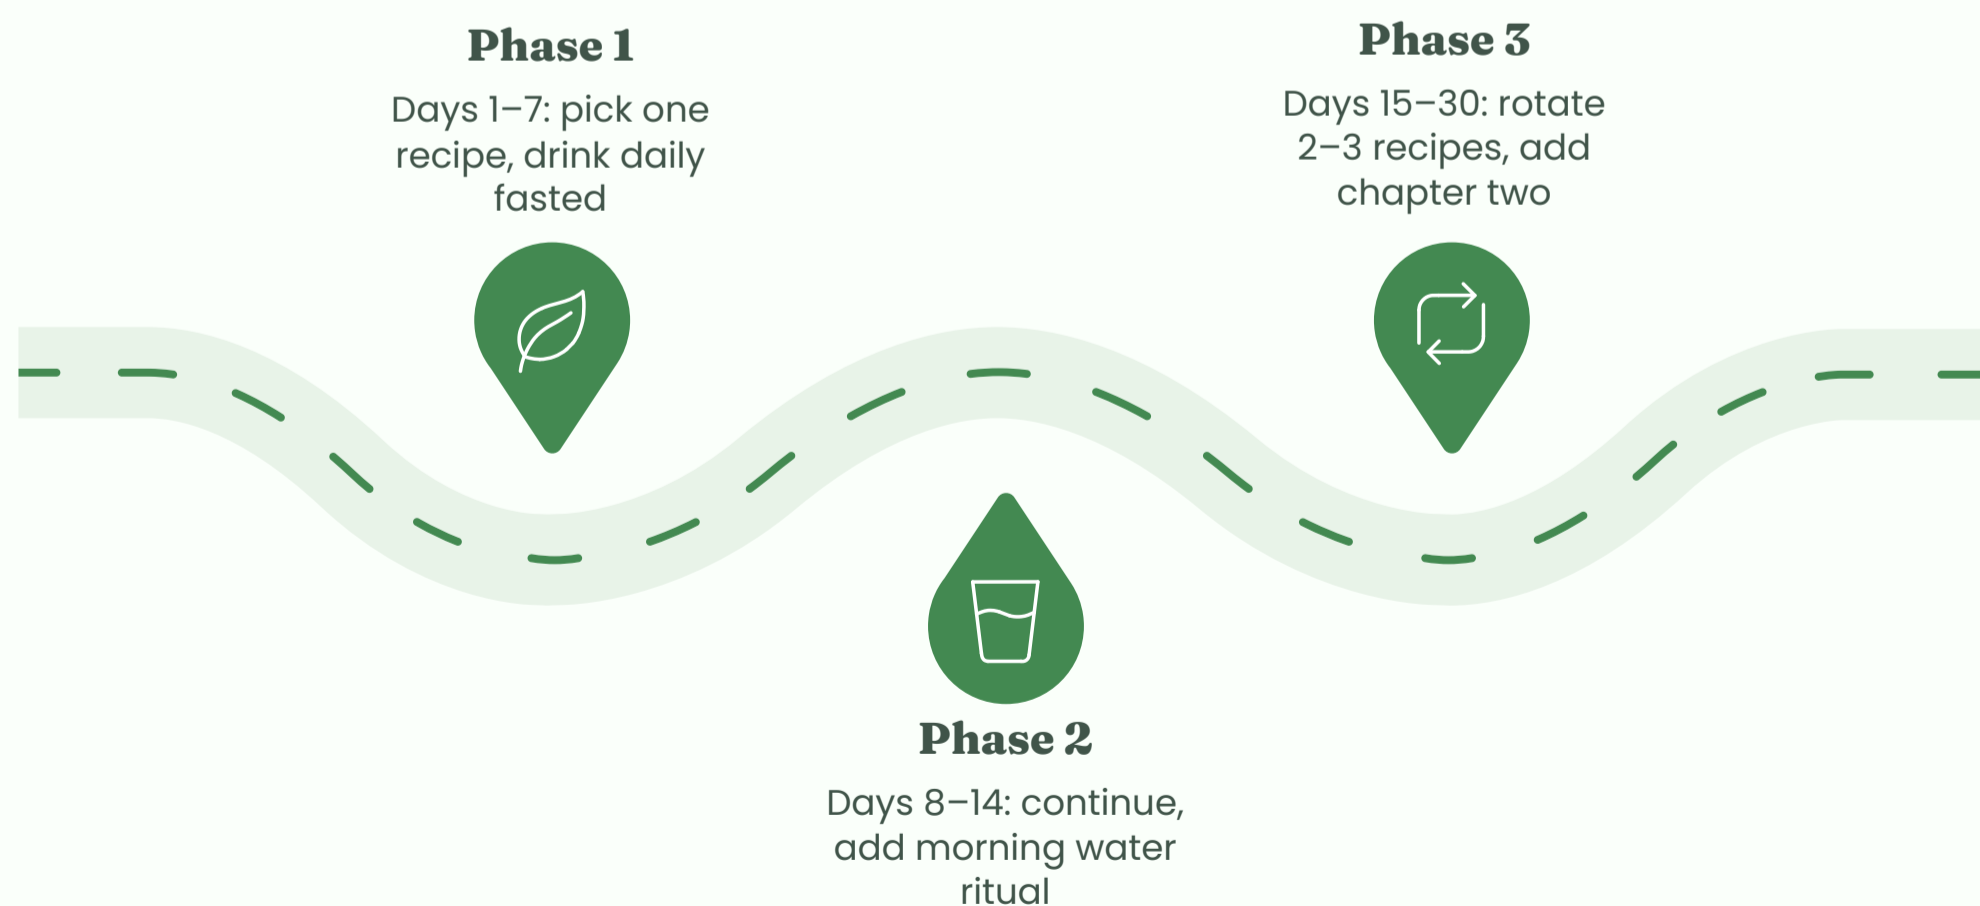 Phase 1
Days 1–7: pick one
recipe, drink daily
fasted
Phase 2
Days 8–14: continue,
add morning water
ritual
Phase 3
Days 15–30: rotate
2–3 recipes, add
chapter two